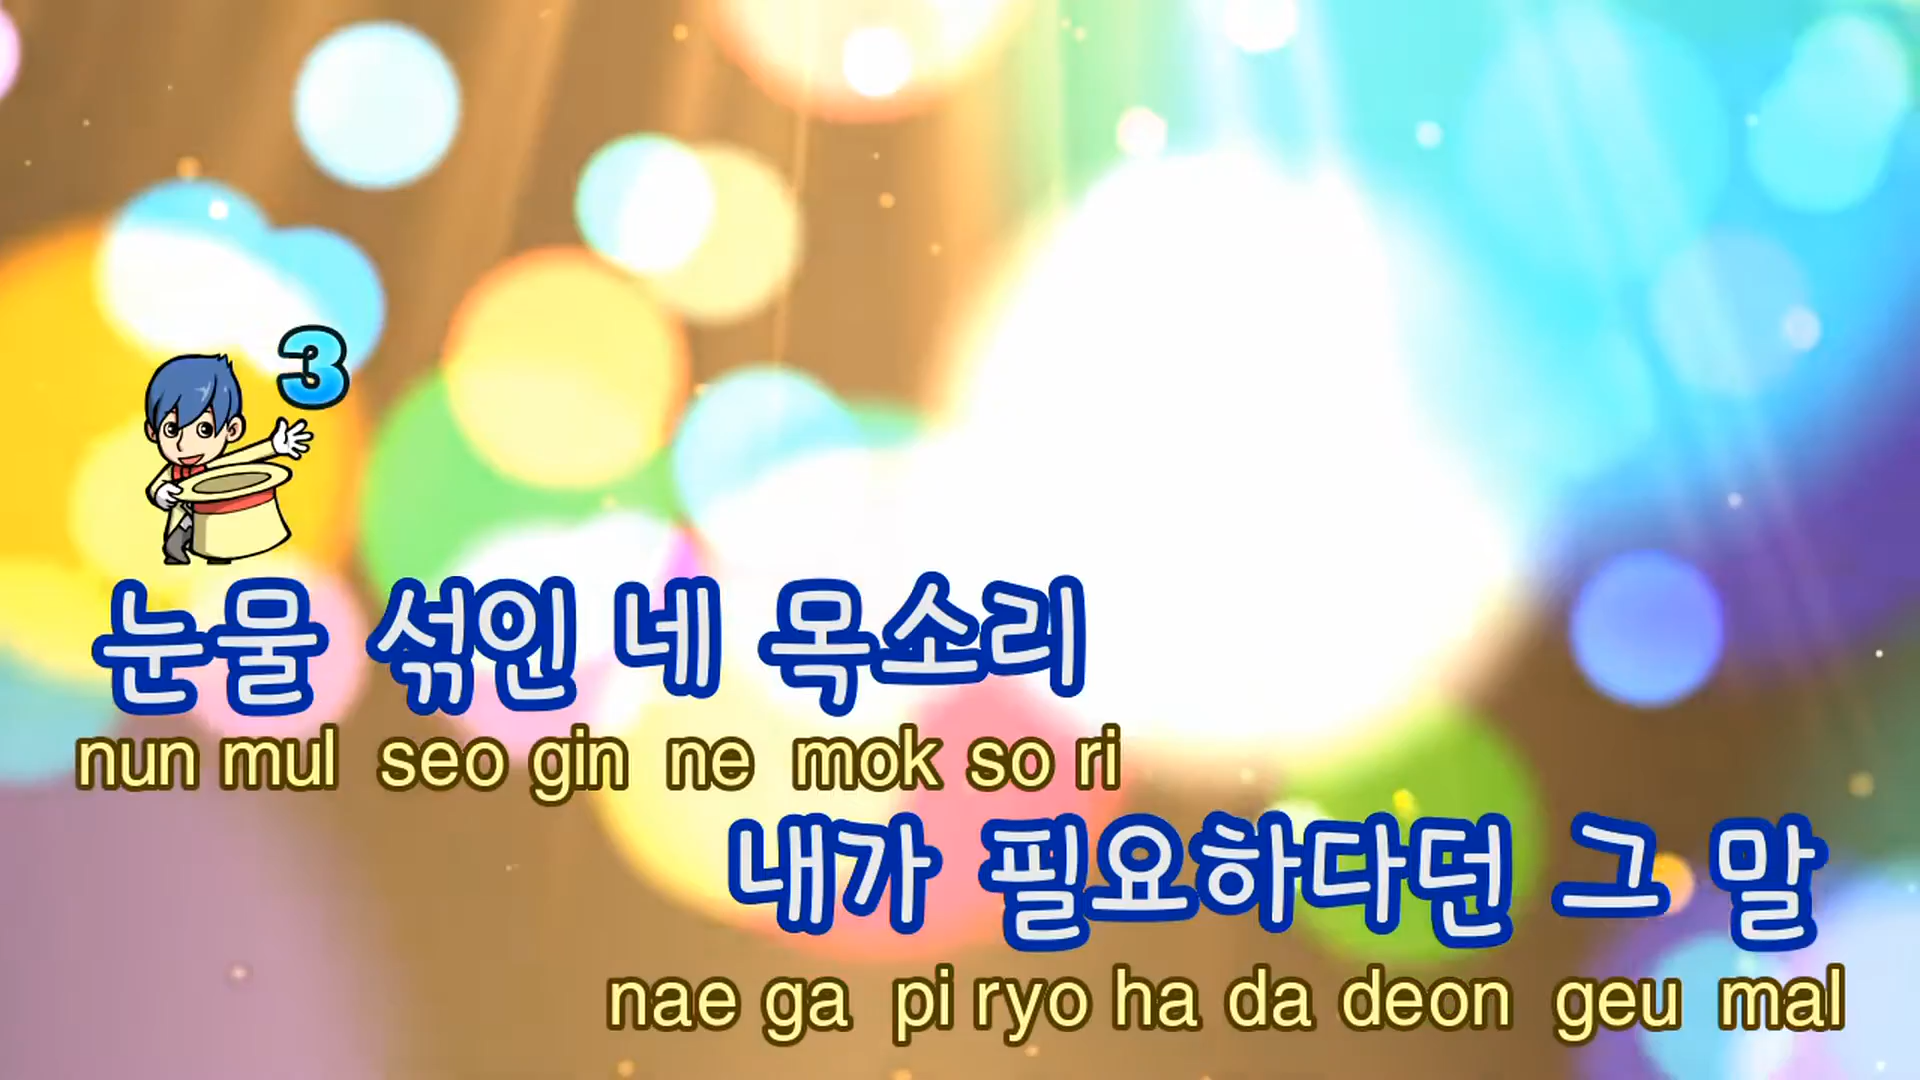 3
눈물 섞인 네 목소리
nun mul seo gin ne mok so ri
내가 필요하다던 그 말
nae ga pi ryo ha da deon geu mal